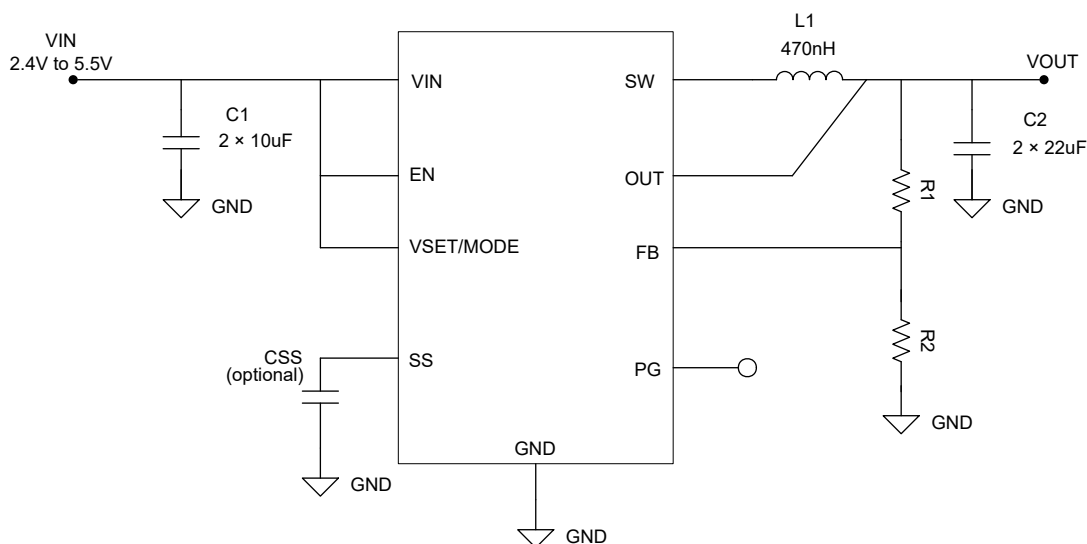 VIN
2.4V to 5.5V
C1
2 × 10uF
GND
VIN
EN
VSET/MODE
SS
CSS
(optional)
GND
GND
GND
SW
OUT
FB
PG
L1
470nH
VOUT
C2
2 × 22uF
GND
R1
R2
GND